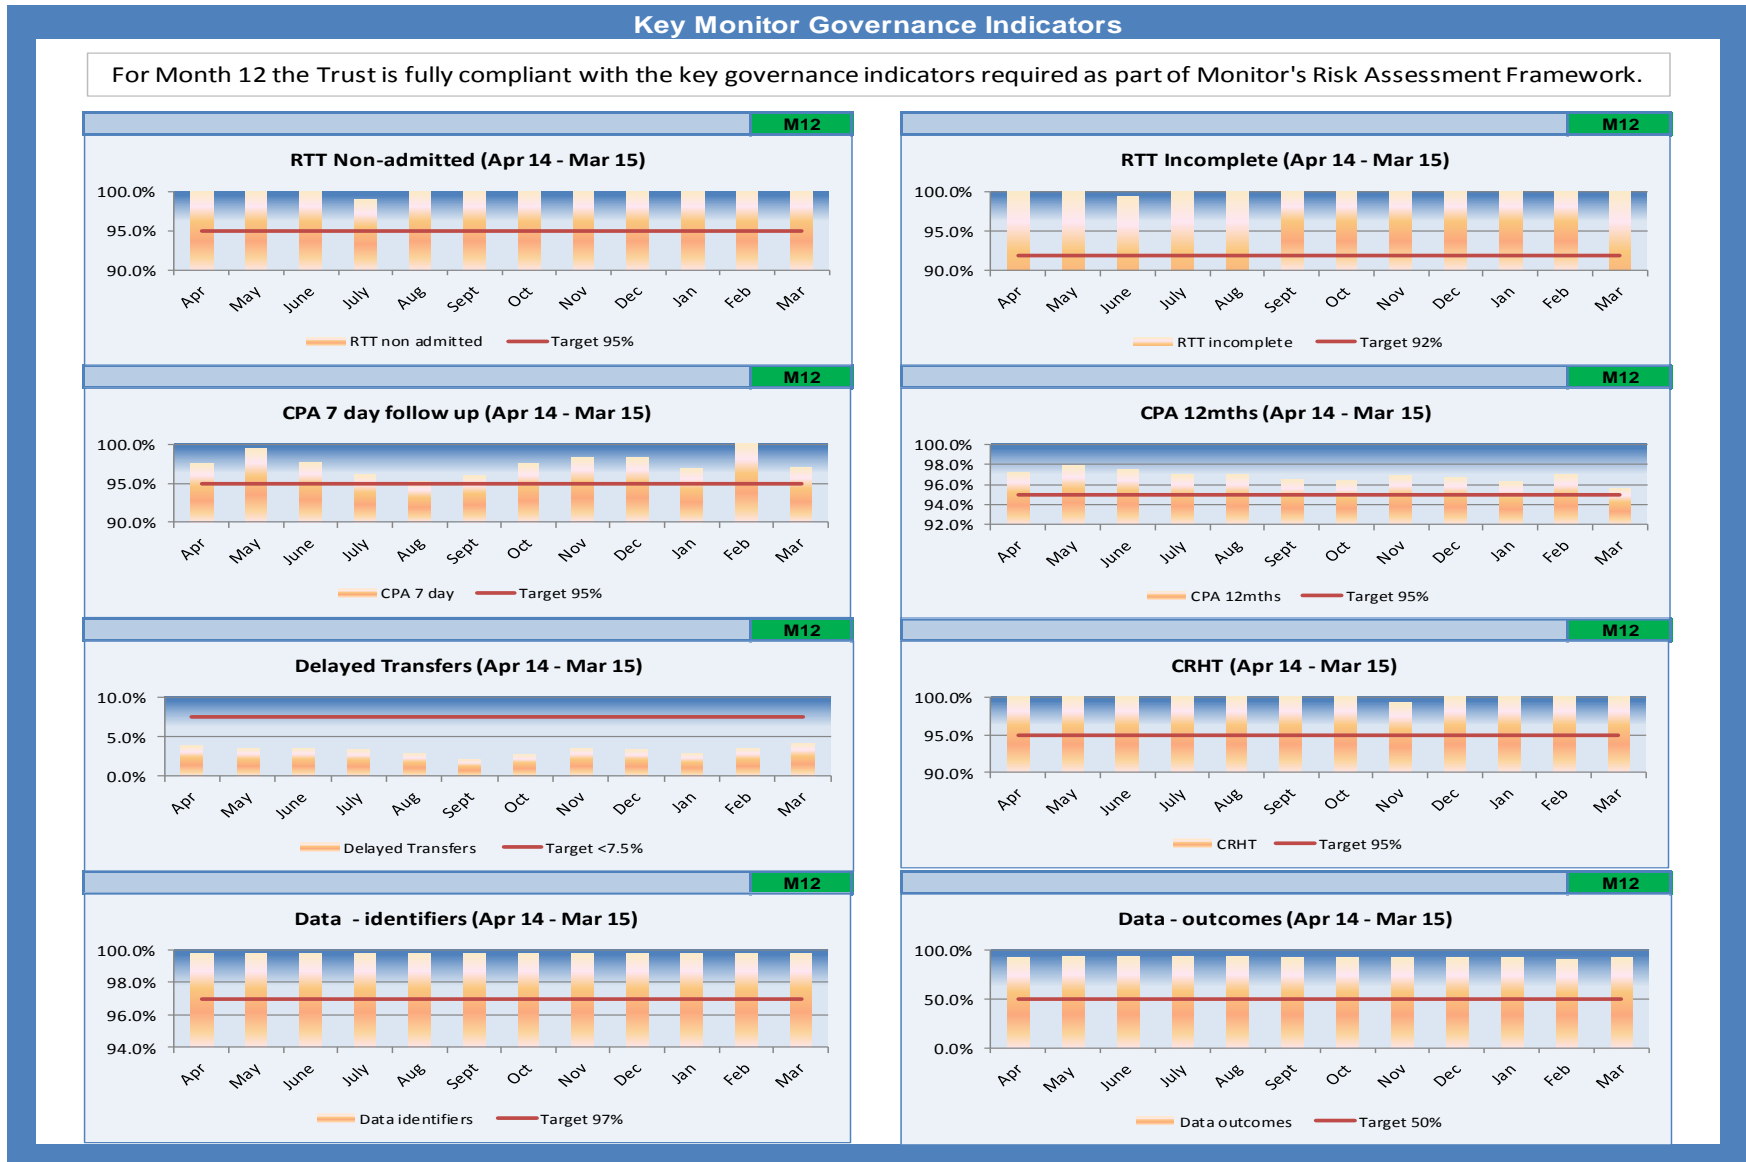 Key Monitor Governance Indicators
For Month 12 the Trust is fully compliant with the key governance indicators required as part of Monitor's Risk Assessment Framework.
M12
RTT Non-admitted (Apr 14 - Mar 15)
100.0%
95.0%
90.0%
Apr May June July Aug Sept Oct Nov Dec Jan Feb Mar
RTT non admitted Target 95%
M12
RTT Incomplete (Apr 14 - Mar 15)
100.0%
95.0%
90.0%
Apr May June July Aug Sept Oct Nov Dec Jan Feb Mar
RTT incomplete Target 92%
M12
CPA 7 day follow up (Apr 14 - Mar 15)
100.0%
95.0%
90.0%
Apr May June July Aug Sept Oct Nov Dec Jan Feb Mar
CPA 7 day Target 95%
M12
CPA 12mths (Apr 14 - Mar 15)
100.0%
98.0%
96.0%
94.0%
92.0%
Apr May June July Aug Sept Oct Nov Dec Jan Feb Mar
CPA 12mths Target 95%
M12
Delayed Transfers (Apr 14 - Mar 15)
10.0%
5.0%
0.0%
Apr May June July Aug Sept Oct Nov Dec Jan Feb Mar
Delayed Transfers Target <7.5%
M12
CRHT (Apr 14 - Mar 15)
100.0%
95.0%
90.0%
Apr May June July Aug Sept Oct Nov Dec Jan Feb Mar
CRHT Target 95%
M12
Data - identifiers (Apr 14 - Mar 15)
100.0%
98.0%
96.0%
94.0%
Apr May June July Aug Sept Oct Nov Dec Jan Feb Mar
Data identifiers Target 97%
M12
Data - outcomes (Apr 14 - Mar 15)
100.0%
50.0%
0.0%
Apr May June July Aug Sept Oct Nov Dec Jan Feb Mar
Data outcomes Target 50%